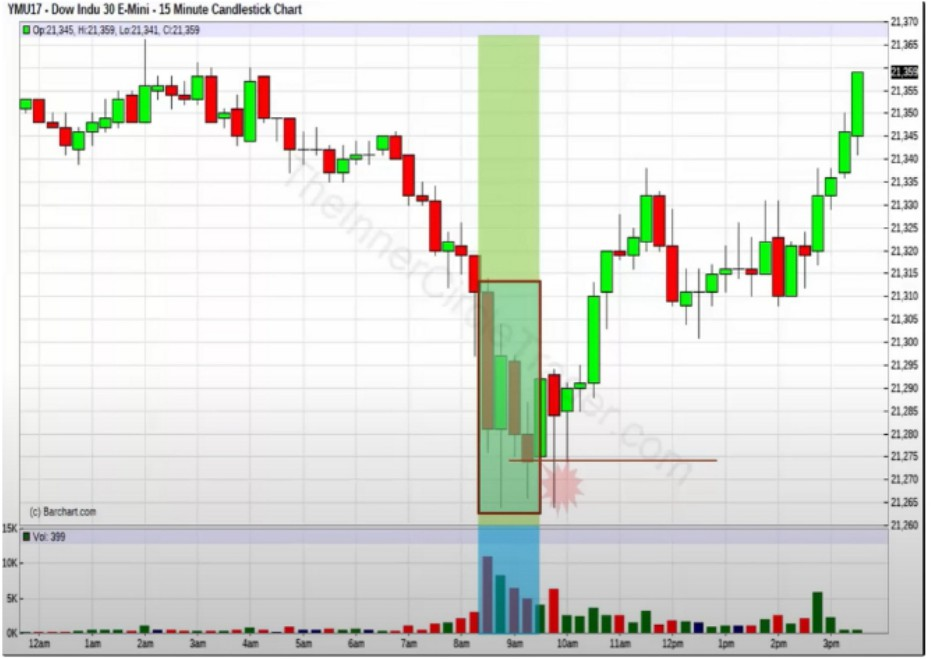 YMU17 - Dow Indu 30 E-Mini - 15 Minute Candlestick Chart
Op:21,345, Hi:21,359, Lo:21,341, Cl:21,359
21,370
21,365
21,359
21,355
21,350
21,345
21,340
21,335
21,330
21,325
21,320
21,315
21,310
21,305
21,300
21,295
21,290
21,285
21,280
21,275
21,270
21,265
21,260
TheInnerCircleTrader.com
(c) Barchart.com
15K
Vol: 399
10K
5K
0K
12am 1am 2am 3am 4am 5am 6am 7am 8am 9am 10am 11am 12pm 1pm 2pm 3pm